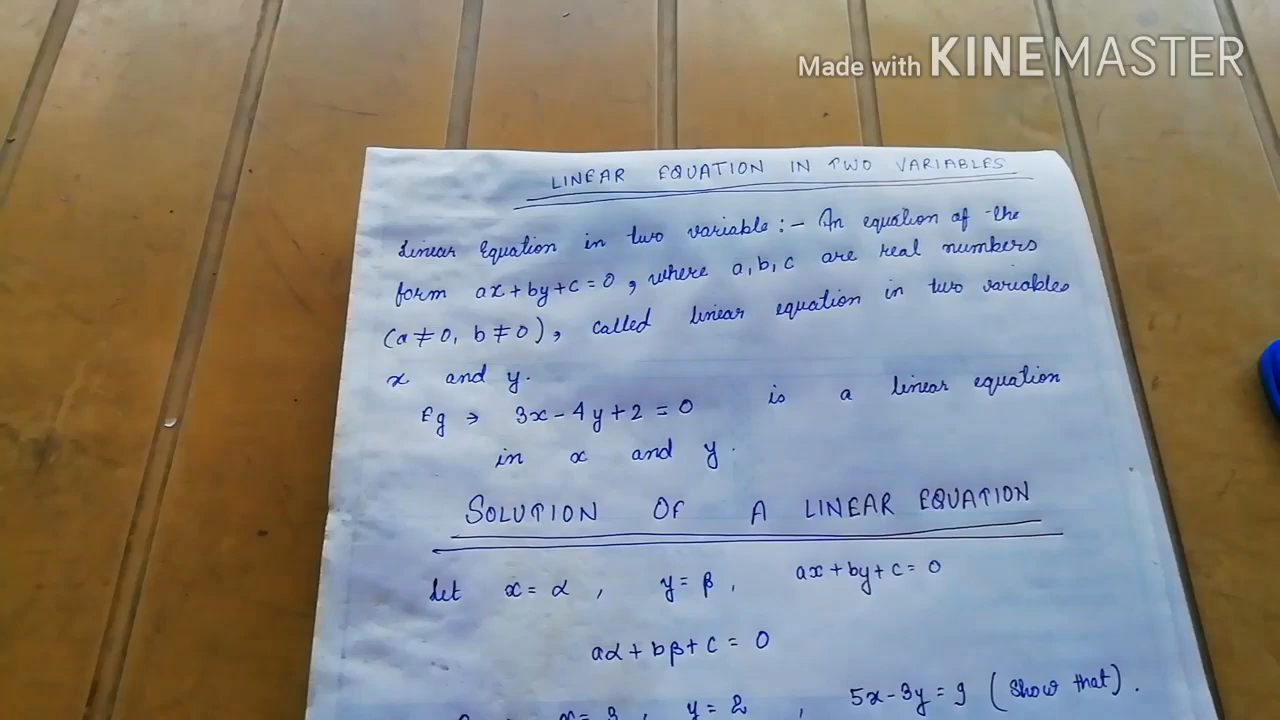 Made with KINEMASTER
LINEAR EQUATION IN TWO VARIABLES
Linear Equation in two variable :- An equation of the
form ax+by+c=0, where a, b, c are real numbers
(a≠0, b≠0), called linear equation in two variables
x and y.
Eg → 3x-4y+2=0 is a linear equation
in x and y.
SOLUTION OF A LINEAR EQUATION
Let x=α, y=β, ax+by+c=0
aα+bβ+c=0
y=2, 5x-3y=9 (show that).